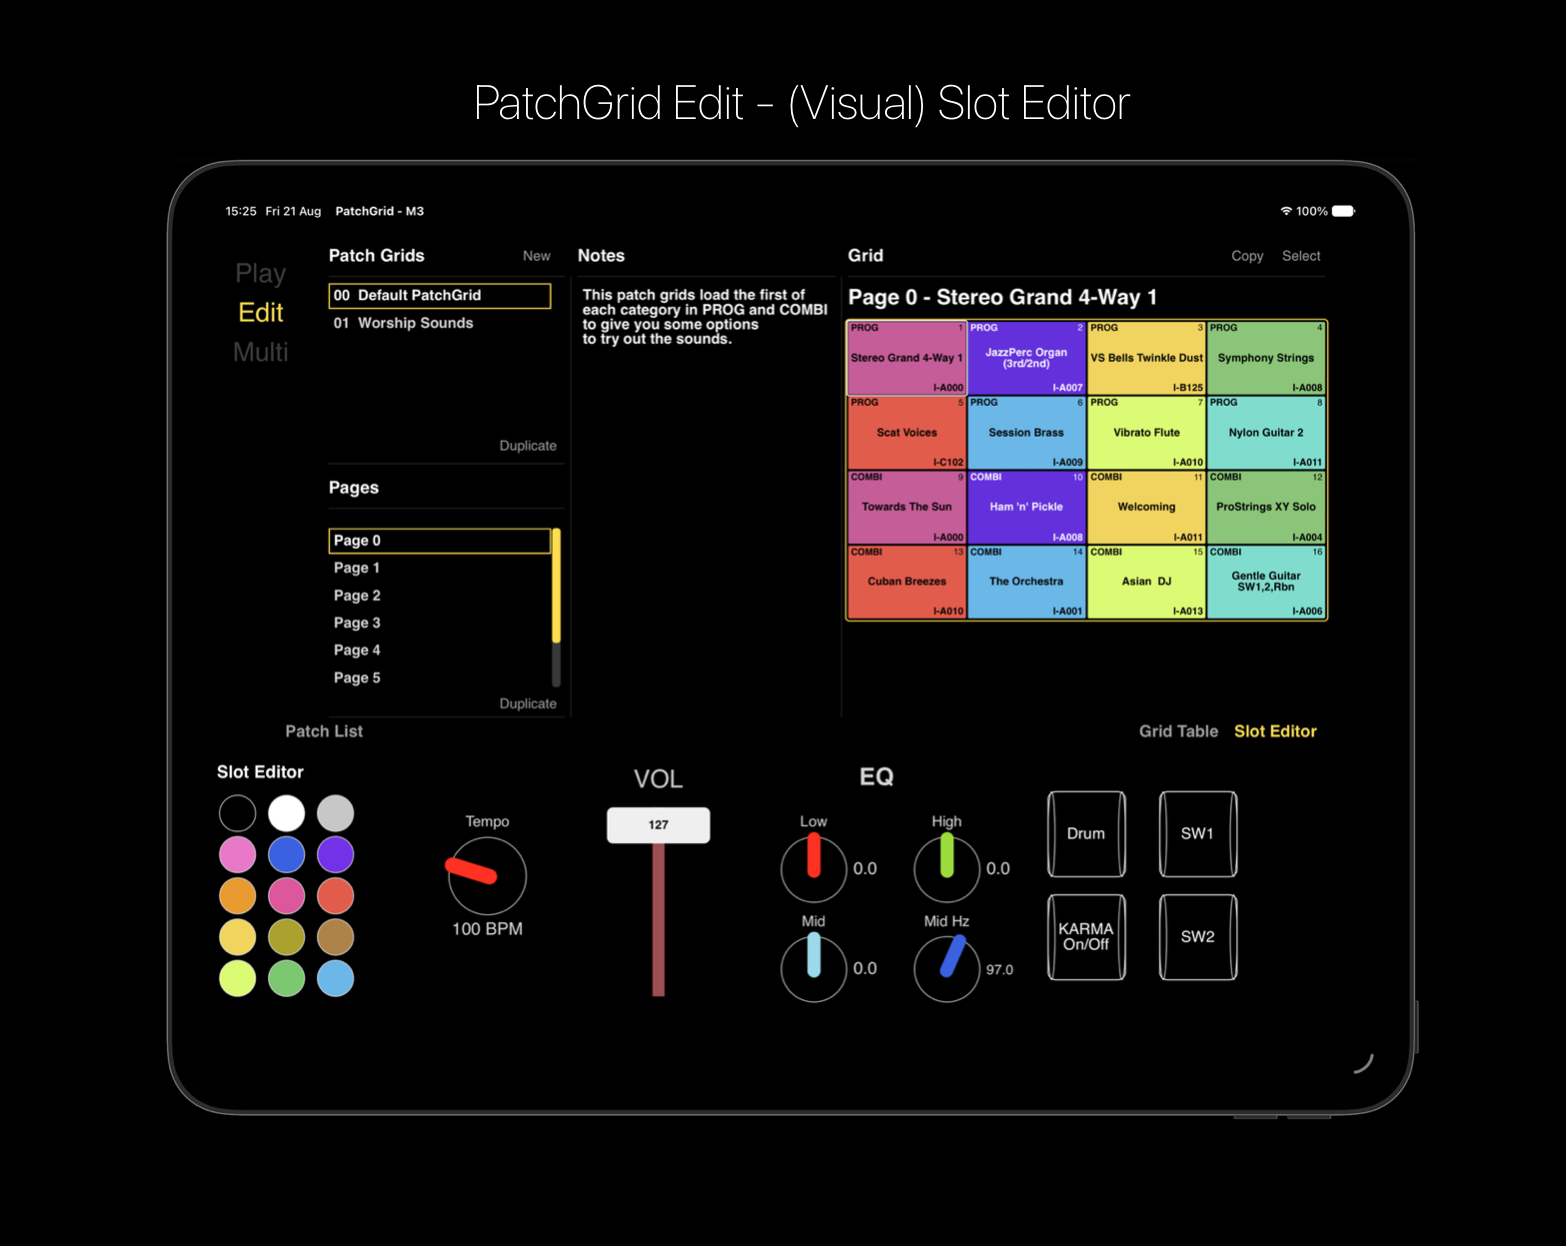 PatchGrid Edit - (Visual) Slot Editor
15:25 Fri 21 Aug PatchGrid - M3
100%
Play
Edit
Multi
Patch Grids New
00 Default PatchGrid
01 Worship Sounds
Duplicate
Pages
Page 0
Page 1
Page 2
Page 3
Page 4
Page 5
Duplicate
Notes
This patch grids load the first of
each category in PROG and COMBI
to give you some options
to try out the sounds.
Grid Copy Select
Page 0 - Stereo Grand 4-Way 1
PROG 1
Stereo Grand 4-Way 1
I-A000
PROG 2
JazzPerc Organ
(3rd/2nd)
I-A007
PROG 3
VS Bells Twinkle Dust
I-B125
PROG 4
Symphony Strings
I-A008
PROG 5
Scat Voices
I-C102
PROG 6
Session Brass
I-A009
PROG 7
Vibrato Flute
I-A010
PROG 8
Nylon Guitar 2
I-A011
COMBI 9
Towards The Sun
I-A000
COMBI 10
Ham 'n' Pickle
I-A008
COMBI 11
Welcoming
I-A011
COMBI 12
ProStrings XY Solo
I-A004
COMBI 13
Cuban Breezes
I-A010
COMBI 14
The Orchestra
I-A001
COMBI 15
Asian DJ
I-A013
COMBI 16
Gentle Guitar
SW1,2,Rbn
I-A006
Patch List
Grid Table Slot Editor
Slot Editor
Tempo
100 BPM
VOL
127
EQ
Low
0.0
High
0.0
Mid
0.0
Mid Hz
97.0
Drum
SW1
KARMA
On/Off
SW2